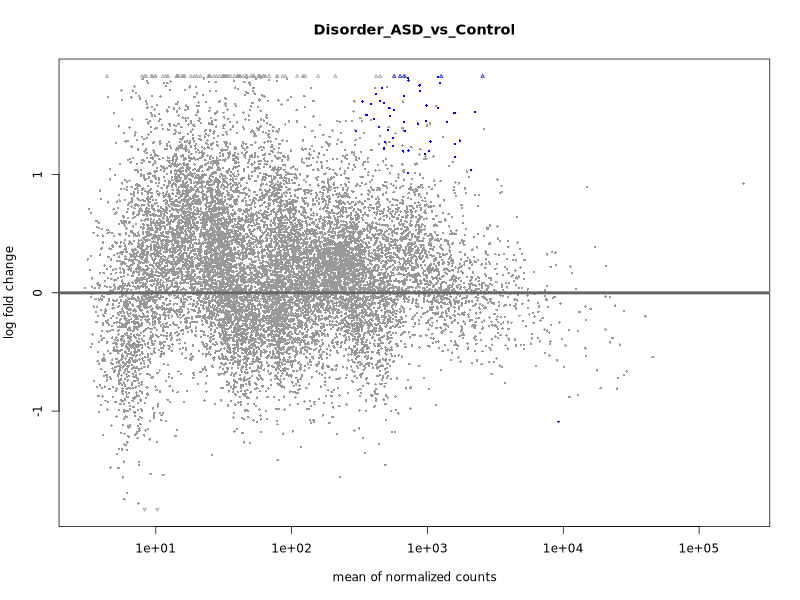 Disorder_ASD_vs_Control
log fold change
1
0
-1
1e+01 1e+02 1e+03 1e+04 1e+05
mean of normalized counts